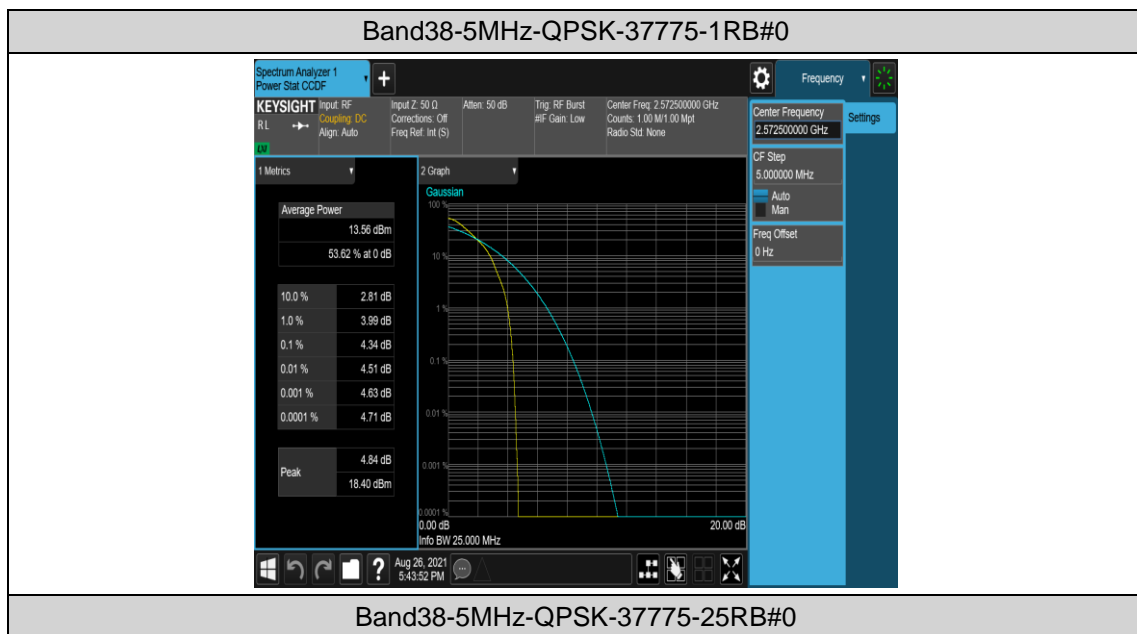 Band38-5MHz-QPSK-37775-1RB#0
Spectrum Analyzer 1
Power Stat CCDF
Frequency
KEYSIGHT
RL
LXI
Input: RF
Coupling: DC
Align: Auto
Input Z: 50 Ω
Corrections: Off
Freq Ref: Int (S)
Atten: 50 dB
Trig: RF Burst
#IF Gain: Low
Center Freq: 2.572500000 GHz
Counts: 1.00 M/1.00 Mpt
Radio Std: None
Center Frequency
2.572500000 GHz
Settings
CF Step
5.000000 MHz
Auto
Man
Freq Offset
0 Hz
1 Metrics
Average Power
13.56 dBm
53.62 % at 0 dB
10.0 % 2.81 dB
1.0 % 3.99 dB
0.1 % 4.34 dB
0.01 % 4.51 dB
0.001 % 4.63 dB
0.0001 % 4.71 dB
Peak
4.84 dB
18.40 dBm
2 Graph
Gaussian
100 %
10 %
1 %
0.1 %
0.01 %
0.001 %
0.0001 %
0.00 dB 20.00 dB
Info BW 25.000 MHz
Aug 26, 2021
5:43:52 PM
Band38-5MHz-QPSK-37775-25RB#0